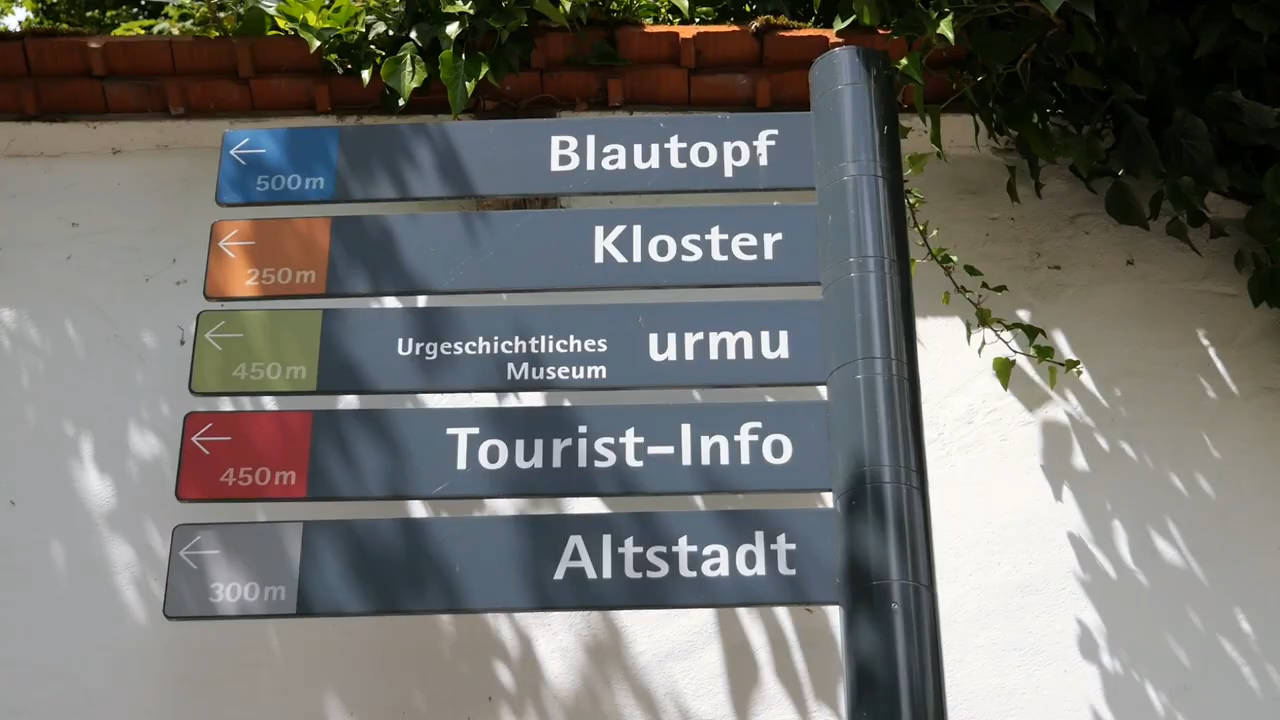 Blautopf
500m
Kloster
250m
Urgeschichtliches
Museum
urmu
450m
Tourist-Info
450m
Altstadt
300m